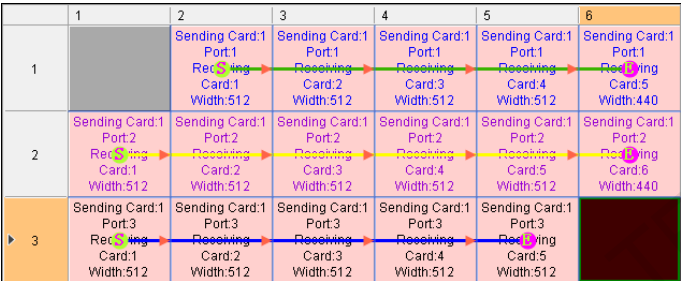 1
2
3
4
5
6
1
Sending Card:1
Port:1
Receiving
S
Card:1
Width:512
Sending Card:1
Port:1
Receiving
Card:2
Width:512
Sending Card:1
Port:1
Receiving
Card:3
Width:512
Sending Card:1
Port:1
Receiving
Card:4
Width:512
Sending Card:1
Port:1
Receiving
E
Card:5
Width:440
2
Sending Card:1
Port:2
Receiving
S
Card:1
Width:512
Sending Card:1
Port:2
Receiving
Card:2
Width:512
Sending Card:1
Port:2
Receiving
Card:3
Width:512
Sending Card:1
Port:2
Receiving
Card:4
Width:512
Sending Card:1
Port:2
Receiving
Card:5
Width:512
Sending Card:1
Port:2
Receiving
E
Card:6
Width:440
3
Sending Card:1
Port:3
Receiving
S
Card:1
Width:512
Sending Card:1
Port:3
Receiving
Card:2
Width:512
Sending Card:1
Port:3
Receiving
Card:3
Width:512
Sending Card:1
Port:3
Receiving
Card:4
Width:512
Sending Card:1
Port:3
Receiving
E
Card:5
Width:512